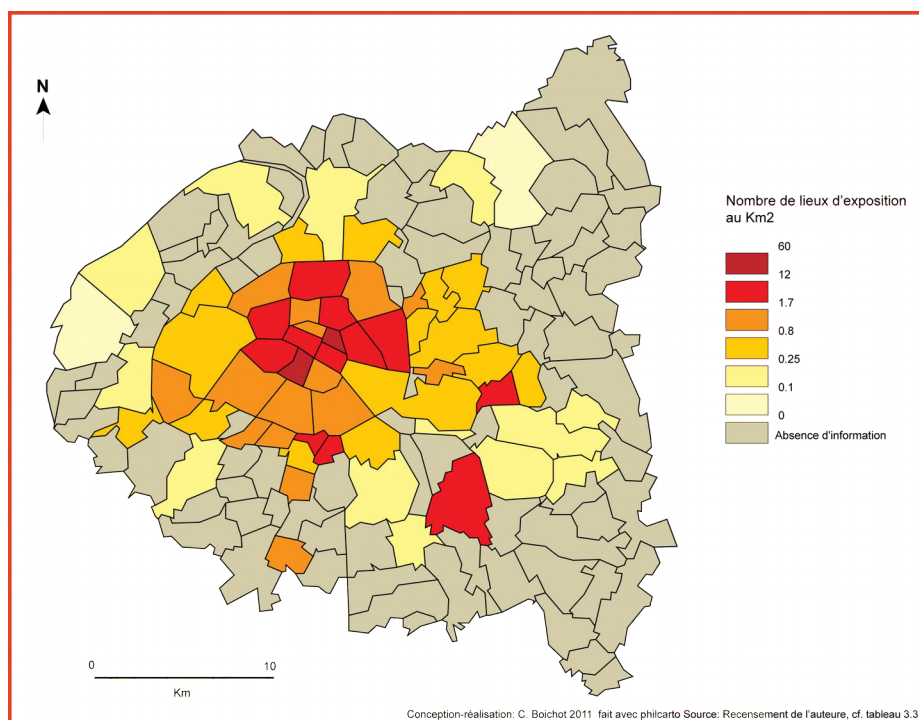 N
Nombre de lieux d'exposition
au Km2
60
12
1.7
0.8
0.25
0.1
0
Absence d'information
0 10
Km
Conception-réalisation: C. Boichot 2011 fait avec philcarto Source: Recensement de l'auteure, cf. tableau 3.3